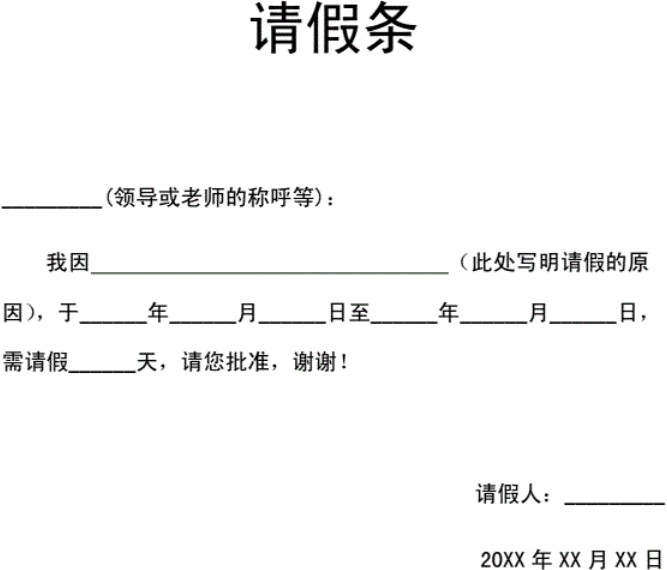 请假条
_________(领导或老师的称呼等)：
我因________________________________（此处写明请假的原
因），于______年______月______日至______年______月______日，
需请假______天，请您批准，谢谢！
请假人：_________
20XX 年 XX 月 XX 日